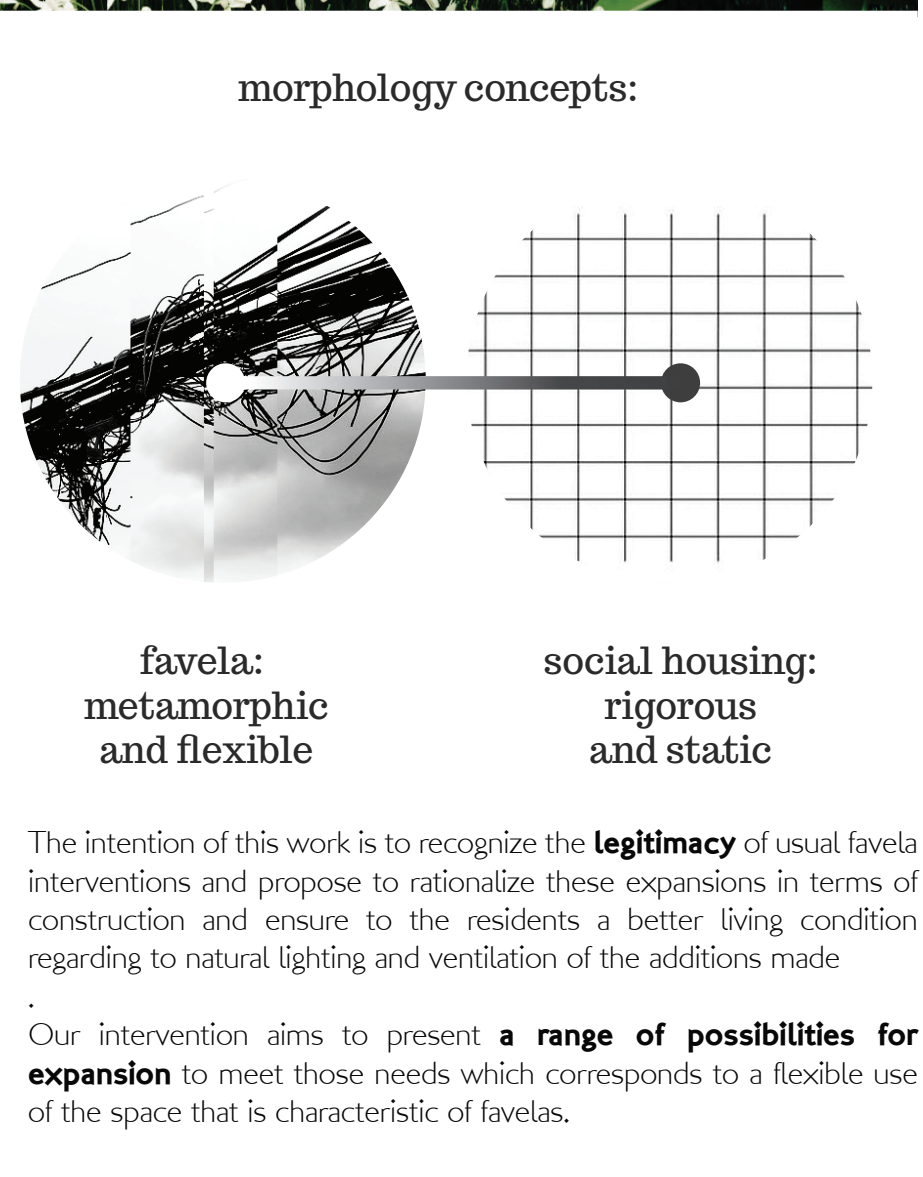 morphology concepts:
favela:
metamorphic
and flexible
social housing:
rigorous
and static
The intention of this work is to recognize the legitimacy of usual favela
interventions and propose to rationalize these expansions in terms of
construction and ensure to the residents a better living condition
regarding to natural lighting and ventilation of the additions made
.
Our intervention aims to present a range of possibilities for
expansion to meet those needs which corresponds to a flexible use
of the space that is characteristic of favelas.